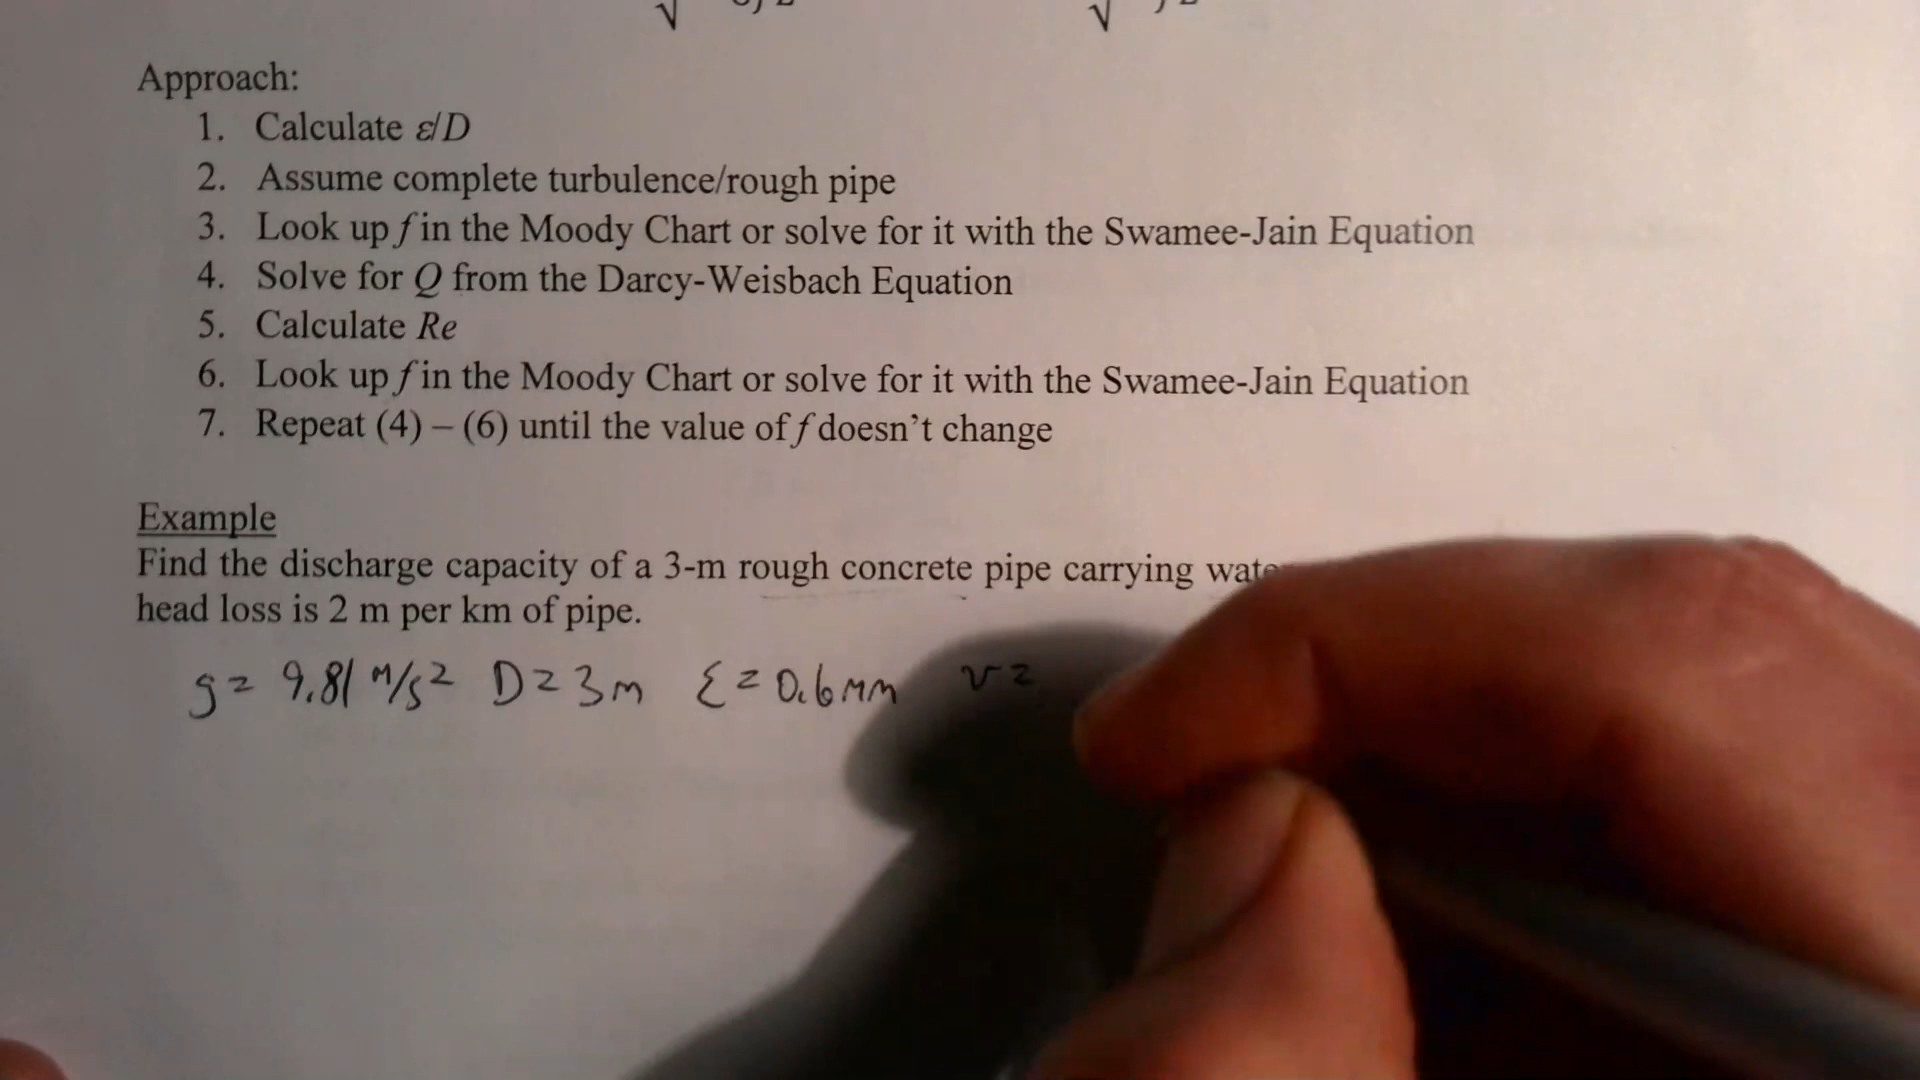 Approach:
1. Calculate ε/D
2. Assume complete turbulence/rough pipe
3. Look up f in the Moody Chart or solve for it with the Swamee-Jain Equation
4. Solve for Q from the Darcy-Weisbach Equation
5. Calculate Re
6. Look up f in the Moody Chart or solve for it with the Swamee-Jain Equation
7. Repeat (4) – (6) until the value of f doesn't change
Example
Find the discharge capacity of a 3-m rough concrete pipe carrying
head loss is 2 m per km of pipe.
g = 9.81 m/s² D = 3m ε = 0.6mm ν =